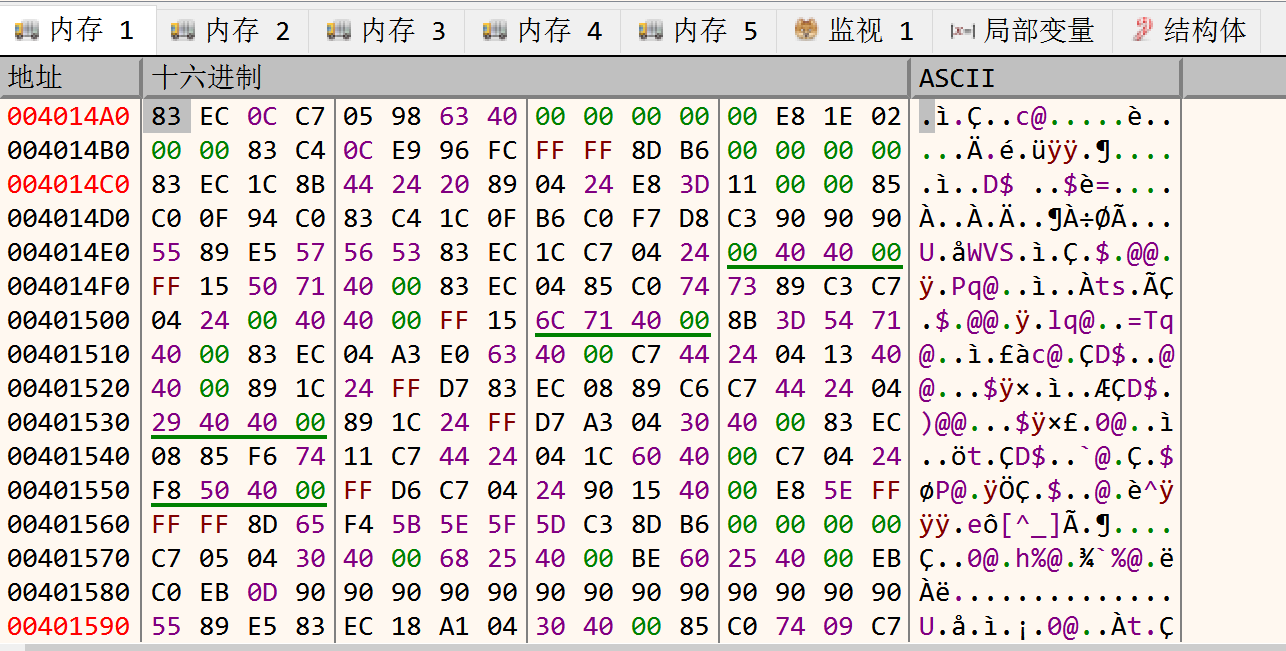 内存 1 内存 2 内存 3 内存 4 内存 5 监视 1 [x=] 局部变量 结构体
地址 十六进制 ASCII
004014A0 83 EC 0C C7 05 98 63 40 00 00 00 00 00 E8 1E 02 .ì.Ç..c@.....è..
004014B0 00 00 83 C4 0C E9 96 FC FF FF 8D B6 00 00 00 00 ...Ä.é.üÿÿ.¶....
004014C0 83 EC 1C 8B 44 24 20 89 04 24 E8 3D 11 00 00 85 .ì..D$ ..$è=....
004014D0 C0 0F 94 C0 83 C4 1C 0F B6 C0 F7 D8 C3 90 90 90 À..À.Ä..¶À÷ØÃ...
004014E0 55 89 E5 57 56 53 83 EC 1C C7 04 24 00 40 40 00 U.åWVS.ì.Ç.$.@@.
004014F0 FF 15 50 71 40 00 83 EC 04 85 C0 74 73 89 C3 C7 ÿ.Pq@..ì..Àts.ÃÇ
00401500 04 24 00 40 40 00 FF 15 6C 71 40 00 8B 3D 54 71 .$.@@.ÿ.lq@..=Tq
00401510 40 00 83 EC 04 A3 E0 63 40 00 C7 44 24 04 13 40 @..ì.£àc@.ÇD$..@
00401520 40 00 89 1C 24 FF D7 83 EC 08 89 C6 C7 44 24 04 @...$ÿ×.ì..ÆÇD$.
00401530 29 40 40 00 89 1C 24 FF D7 A3 04 30 40 00 83 EC )@@...$ÿ×£.0@..ì
00401540 08 85 F6 74 11 C7 44 24 04 1C 60 40 00 C7 04 24 ..öt.ÇD$..`@.Ç.$
00401550 F8 50 40 00 FF D6 C7 04 24 90 15 40 00 E8 5E FF øP@.ÿÖÇ.$..@.è^ÿ
00401560 FF FF 8D 65 F4 5B 5E 5F 5D C3 8D B6 00 00 00 00 ÿÿ.eô[^_]Ã.¶....
00401570 C7 05 04 30 40 00 68 25 40 00 BE 60 25 40 00 EB Ç..0@.h%@.¾`%@.ë
00401580 C0 EB 0D 90 90 90 90 90 90 90 90 90 90 90 90 90 Àë..............
00401590 55 89 E5 83 EC 18 A1 04 30 40 00 85 C0 74 09 C7 U.å.ì.¡.0@..Àt.Ç